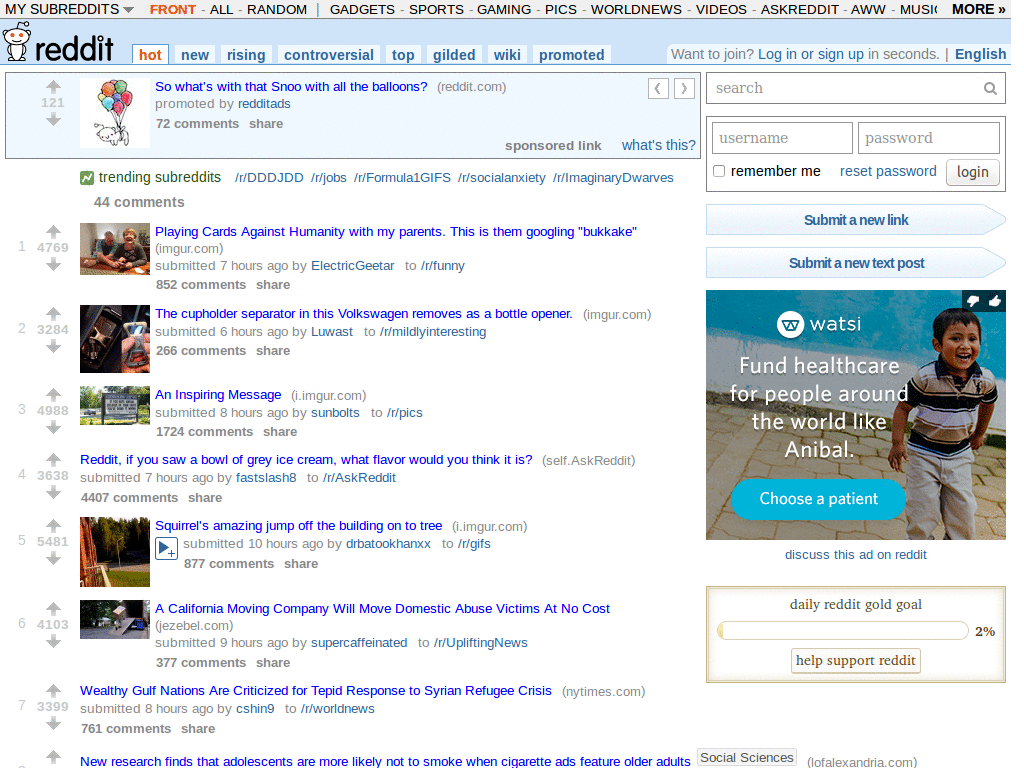 MY SUBREDDITS FRONT - ALL - RANDOM | GADGETS - SPORTS - GAMING - PICS - WORLDNEWS - VIDEOS - ASKREDDIT - AWW - MUSIC MORE »
reddit hot new rising controversial top gilded wiki promoted Want to join? Log in or sign up in seconds. | English
121
So what's with that Snoo with all the balloons? (reddit.com)
promoted by redditads
72 comments share
sponsored link what's this?
trending subreddits /r/DDDJDD /r/jobs /r/Formula1GIFS /r/socialanxiety /r/ImaginaryDwarves
44 comments
1 4769
Playing Cards Against Humanity with my parents. This is them googling "bukkake"
(imgur.com)
submitted 7 hours ago by ElectricGeetar to /r/funny
852 comments share
2 3284
The cupholder separator in this Volkswagen removes as a bottle opener. (imgur.com)
submitted 6 hours ago by Luwast to /r/mildlyinteresting
266 comments share
3 4988
An Inspiring Message (i.imgur.com)
submitted 8 hours ago by sunbolts to /r/pics
1724 comments share
4 3638
Reddit, if you saw a bowl of grey ice cream, what flavor would you think it is? (self.AskReddit)
submitted 7 hours ago by fastslash8 to /r/AskReddit
4407 comments share
5 5481
Squirrel's amazing jump off the building on to tree (i.imgur.com)
submitted 10 hours ago by drbatookhanxx to /r/gifs
877 comments share
6 4103
A California Moving Company Will Move Domestic Abuse Victims At No Cost
(jezebel.com)
submitted 9 hours ago by supercaffeinated to /r/UpliftingNews
377 comments share
7 3399
Wealthy Gulf Nations Are Criticized for Tepid Response to Syrian Refugee Crisis (nytimes.com)
submitted 8 hours ago by cshin9 to /r/worldnews
761 comments share
New research finds that adolescents are more likely not to smoke when cigarette ads feature older adults Social Sciences (lofalexandria.com)
search
username password
remember me reset password login
Submit a new link
Submit a new text post
watsi
Fund healthcare
for people around
the world like
Anibal.
Choose a patient
discuss this ad on reddit
daily reddit gold goal
2%
help support reddit